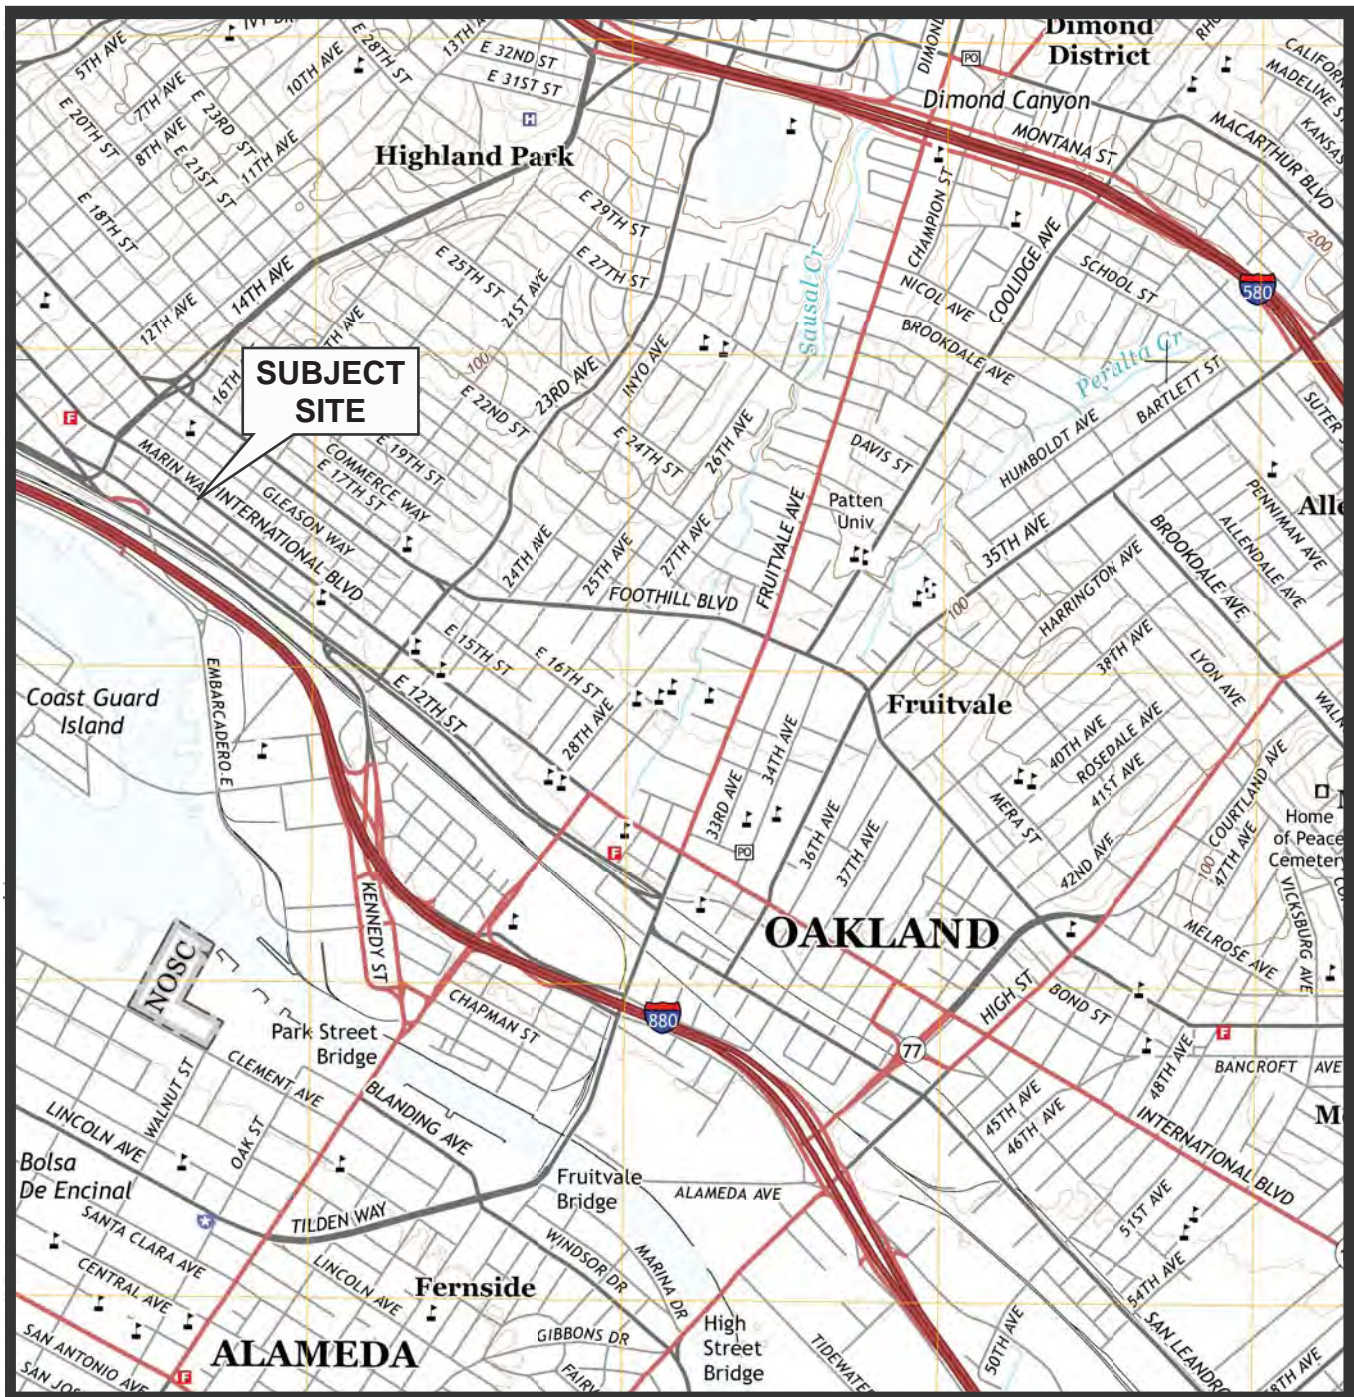 IVY DR
5TH AVE
E 28TH ST
13TH AVE
E 32ND ST
E 31ST ST
10TH AVE
7TH AVE
E 23RD ST
E 20TH ST
8TH AVE
E 21ST ST
11TH AVE
E 18TH ST
H
Highland Park
DIMOND
Dimond
District
PO
Dimond Canyon
MONTANA ST
MACARTHUR BLVD
MADELINE ST
KANSAS
CHAMPION ST
COOLIDGE AVE
SCHOOL ST
200
580
E 29TH ST
E 27TH ST
E 25TH ST
21ST AVE
14TH AVE
12TH AVE
16TH
Sausal Cr
NICOL AVE
BROOKDALE AVE
Peralta Cr
BARTLETT ST
HUMBOLDT AVE
SUTER
SUBJECT
SITE
100
23RD AVE
INYO AVE
E 22ND ST
E 24TH ST
26TH AVE
DAVIS ST
Patten
Univ
PENNIMAN AVE
ALLENDALE AVE
F
MARIN WA
E 19TH ST
COMMERCE WAY
E 17TH ST
GLEASON WAY
INTERNATIONAL BLVD
24TH AVE
25TH AVE
27TH AVE
FRUITVALE AVE
35TH AVE
BROOKDALE AVE
FOOTHILL BLVD
100
HARRINGTON AVE
38TH AVE
LYON AVE
E 15TH ST
E 16TH ST
E 12TH ST
28TH AVE
Fruitvale
Coast Guard
Island
EMBARCADERO E
33RD AVE
34TH AVE
36TH AVE
37TH AVE
40TH AVE
ROSEDALE AVE
41ST AVE
MERA ST
42ND AVE
COURTLAND AVE
47TH AVE
100
Home
of Peace
Cemetery
VICKSBURG AVE
F
PO
OAKLAND
MELROSE AVE
KENNEDY ST
NOSC
Park Street
Bridge
CHAPMAN ST
880
77
HIGH ST
BOND ST
F
BANCROFT AVE
48TH AVE
45TH AVE
46TH AVE
INTERNATIONAL BLVD
CLEMENT AVE
WALNUT ST
LINCOLN AVE
OAK ST
BLANDING AVE
Bolsa
De Encinal
Fruitvale
Bridge
ALAMEDA AVE
TILDEN WAY
SANTA CLARA AVE
CENTRAL AVE
LINCOLN AVE
WINDSOR DR
MARINA DR
51ST AVE
54TH AVE
Fernside
High
Street
Bridge
GIBBONS DR
50TH AVE
SAN ANTONIO AVE
F
ALAMEDA